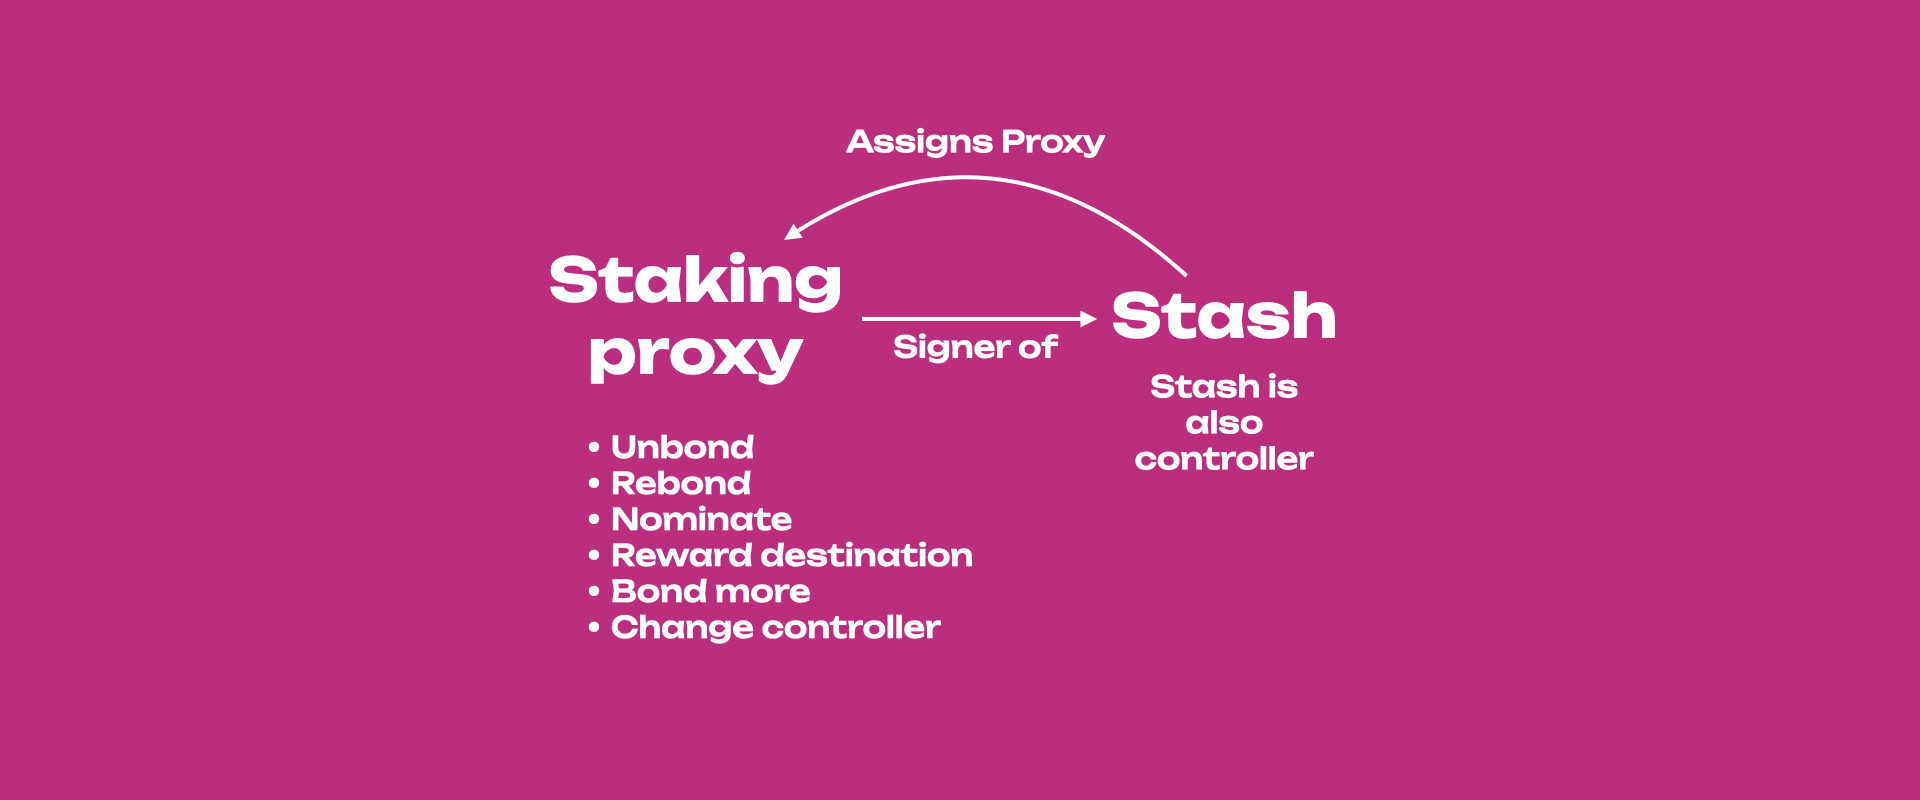 Assigns Proxy
Staking
proxy
Signer of
Stash
Stash is
also
controller
• Unbond
• Rebond
• Nominate
• Reward destination
• Bond more
• Change controller